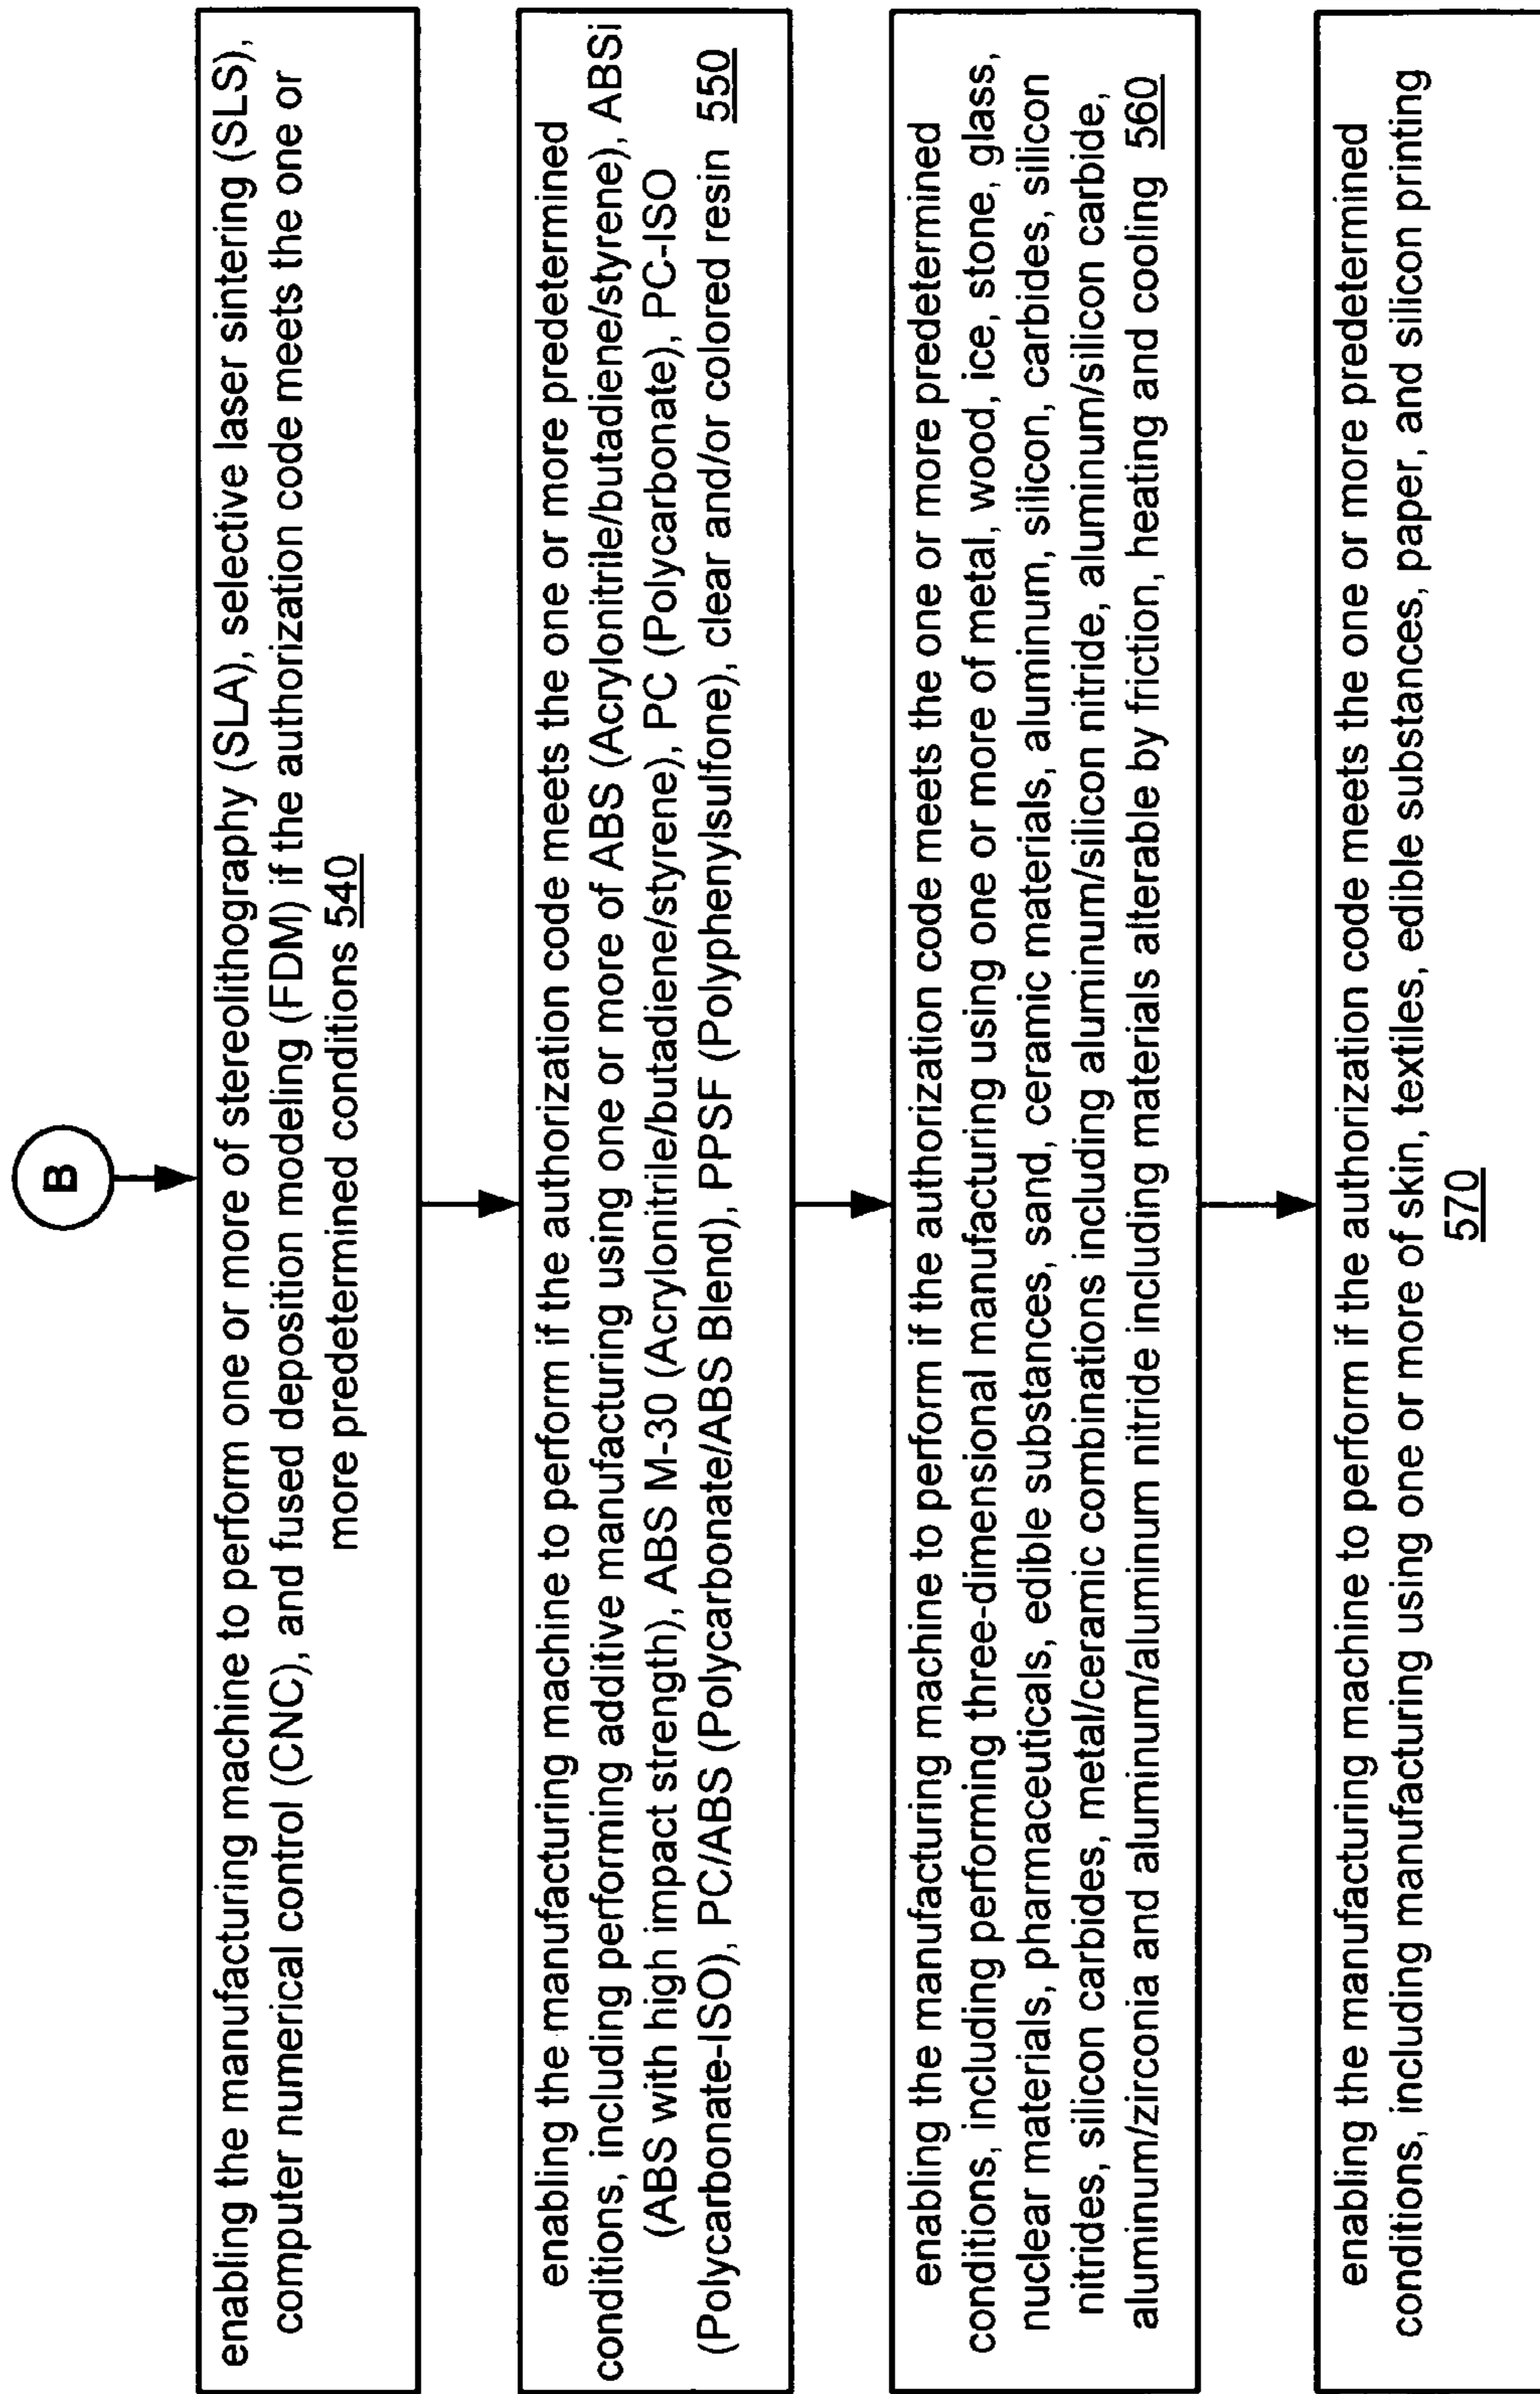 B
enabling the manufacturing machine to perform one or more of stereolithography (SLA), selective laser sintering (SLS),
computer numerical control (CNC), and fused deposition modeling (FDM) if the authorization code meets the one or
more predetermined conditions 540
enabling the manufacturing machine to perform if the authorization code meets the one or more predetermined
conditions, including performing additive manufacturing using one or more of ABS (Acrylonitrile/butadiene/styrene), ABSi
(ABS with high impact strength), ABS M-30 (Acrylonitrile/butadiene/styrene), PC (Polycarbonate), PC-ISO
(Polycarbonate-ISO), PC/ABS (Polycarbonate/ABS Blend), PPSF (Polyphenylsulfone), clear and/or colored resin 550
enabling the manufacturing machine to perform if the authorization code meets the one or more predetermined
conditions, including performing three-dimensional manufacturing using one or more of metal, wood, ice, stone, glass,
nuclear materials, pharmaceuticals, edible substances, sand, ceramic materials, aluminum, silicon, carbides, silicon
nitrides, silicon carbides, metal/ceramic combinations including aluminum/silicon nitride, aluminum/silicon carbide,
aluminum/zirconia and aluminum/aluminum nitride including materials alterable by friction, heating and cooling 560
enabling the manufacturing machine to perform if the authorization code meets the one or more predetermined
conditions, including manufacturing using one or more of skin, textiles, edible substances, paper, and silicon printing
570